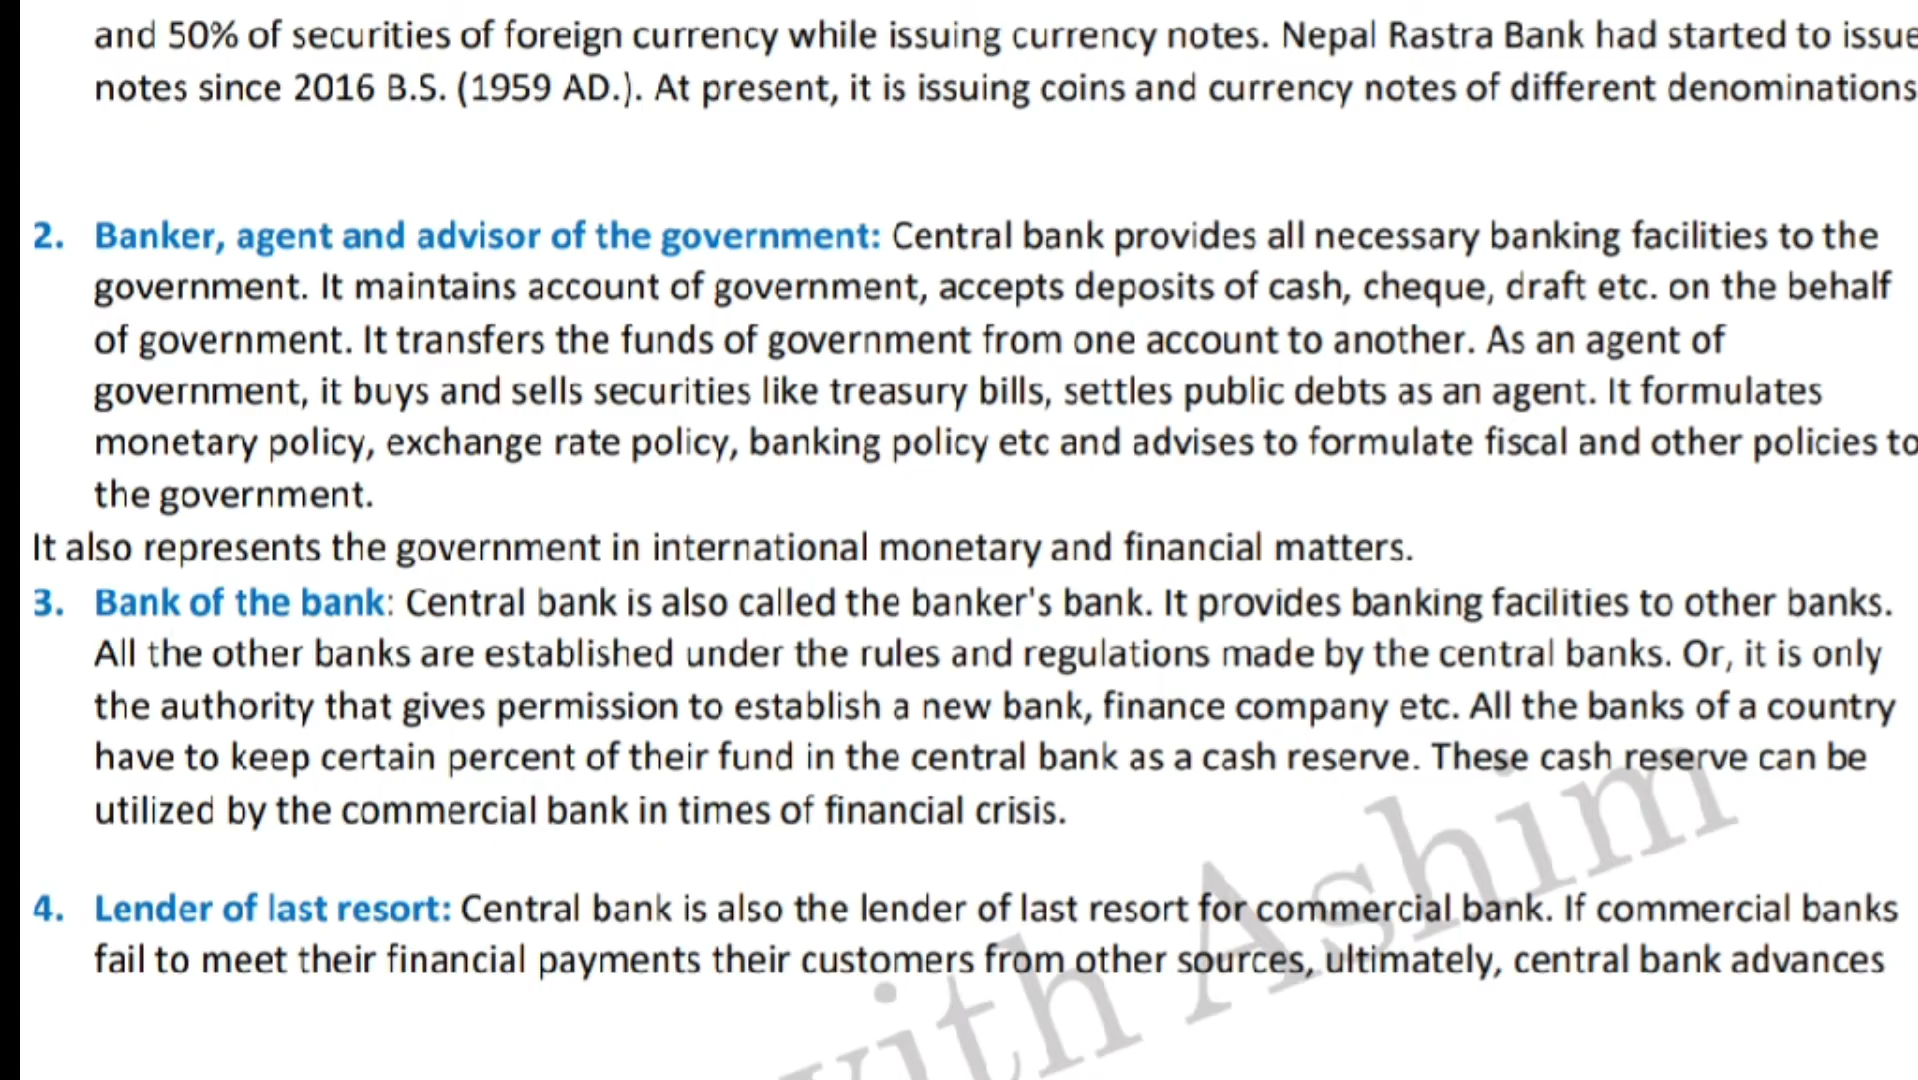 and 50% of securities of foreign currency while issuing currency notes. Nepal Rastra Bank had started to issue
notes since 2016 B.S. (1959 AD.). At present, it is issuing coins and currency notes of different denominations
2. Banker, agent and advisor of the government: Central bank provides all necessary banking facilities to the
government. It maintains account of government, accepts deposits of cash, cheque, draft etc. on the behalf
of government. It transfers the funds of government from one account to another. As an agent of
government, it buys and sells securities like treasury bills, settles public debts as an agent. It formulates
monetary policy, exchange rate policy, banking policy etc and advises to formulate fiscal and other policies to
the government.
It also represents the government in international monetary and financial matters.
3. Bank of the bank: Central bank is also called the banker's bank. It provides banking facilities to other banks.
All the other banks are established under the rules and regulations made by the central banks. Or, it is only
the authority that gives permission to establish a new bank, finance company etc. All the banks of a country
have to keep certain percent of their fund in the central bank as a cash reserve. These cash reserve can be
utilized by the commercial bank in times of financial crisis.
4. Lender of last resort: Central bank is also the lender of last resort for commercial bank. If commercial banks
fail to meet their financial payments their customers from other sources, ultimately, central bank advances
with Ashim